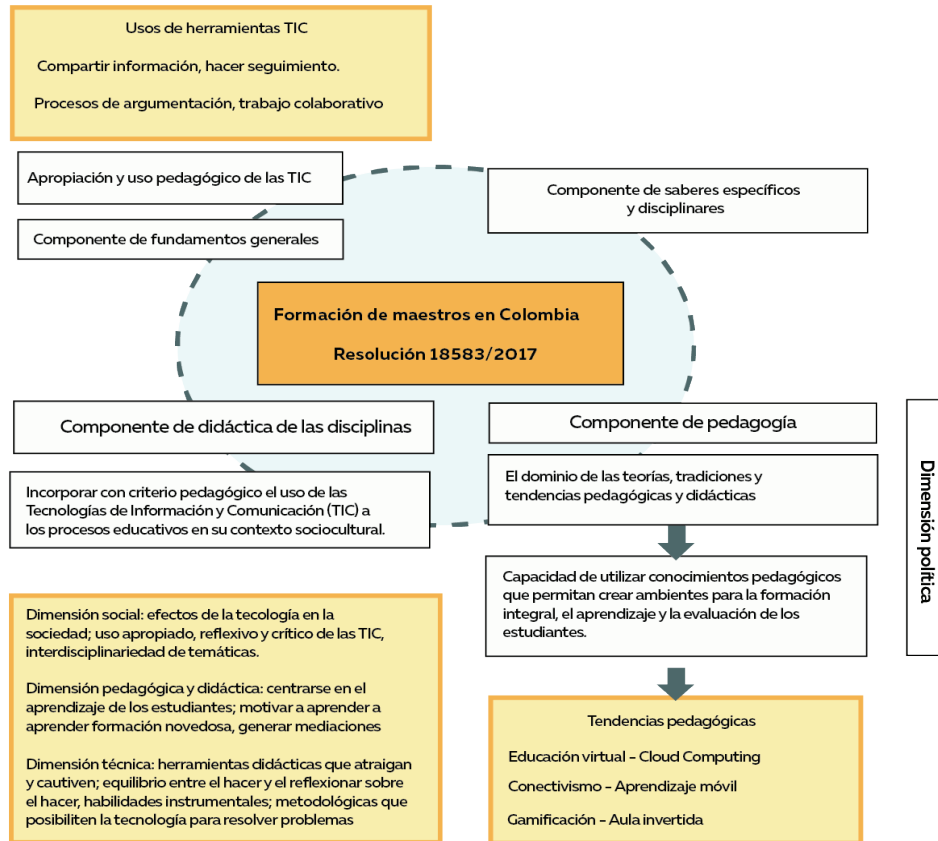 Usos de herramientas TIC
Compartir información, hacer seguimiento.
Procesos de argumentación, trabajo colaborativo
Apropiación y uso pedagógico de las TIC
Componente de fundamentos generales
Componente de saberes específicos
y disciplinares
Formación de maestros en Colombia
Resolución 18583/2017
Componente de didáctica de las disciplinas
Incorporar con criterio pedagógico el uso de las
Tecnologías de Información y Comunicación (TIC) a
los procesos educativos en su contexto sociocultural.
Componente de pedagogía
El dominio de las teorías, tradiciones y
tendencias pedagógicas y didácticas
Capacidad de utilizar conocimientos pedagógicos
que permitan crear ambientes para la formación
integral, el aprendizaje y la evaluación de los
estudiantes.
Dimensión política
Dimensión social: efectos de la tecología en la
sociedad; uso apropiado, reflexivo y crítico de las TIC,
interdisciplinariedad de temáticas.
Dimensión pedagógica y didáctica: centrarse en el
aprendizaje de los estudiantes; motivar a aprender a
aprender formación novedosa, generar mediaciones
Dimensión técnica: herramientas didácticas que atraigan
y cautiven; equilibrio entre el hacer y el reflexionar sobre
el hacer, habilidades instrumentales; metodológicas que
posibiliten la tecnología para resolver problemas
Tendencias pedagógicas
Educación virtual – Cloud Computing
Conectivismo – Aprendizaje móvil
Gamificación – Aula invertida